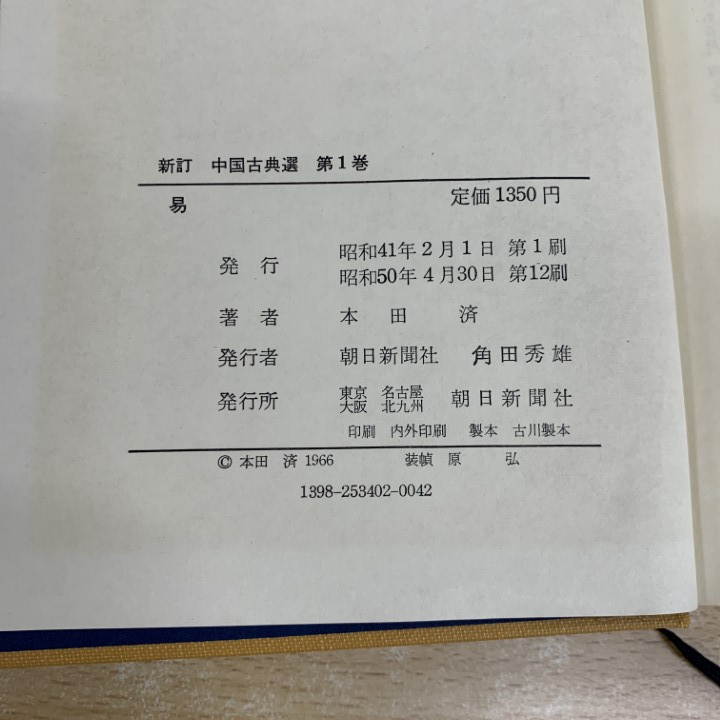 新訂 中国古典選 第1巻
易 定価1350円
発行 昭和41年2月1日 第1刷
昭和50年4月30日 第12刷
著者 本田 済
発行者 朝日新聞社 角田秀雄
発行所 東京 名古屋 大阪 北九州 朝日新聞社
印刷 内外印刷 製本 古川製本
© 本田 済 1966 装幀 原 弘
1398-253402-0042